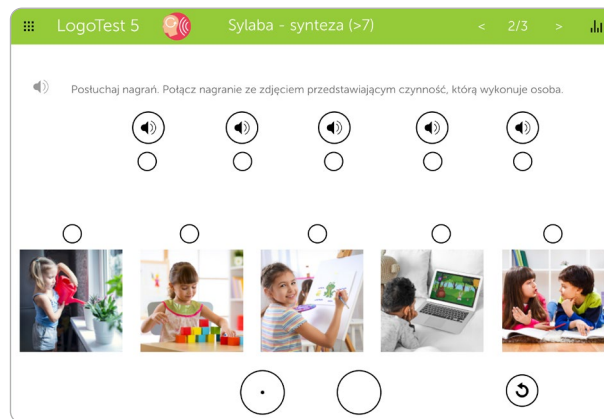 LogoTest 5 Sylaba - synteza (>7) < 2/3 >
Posłuchaj nagrań. Połącz nagranie ze zdjęciem przedstawiającym czynność, którą wykonuje osoba.